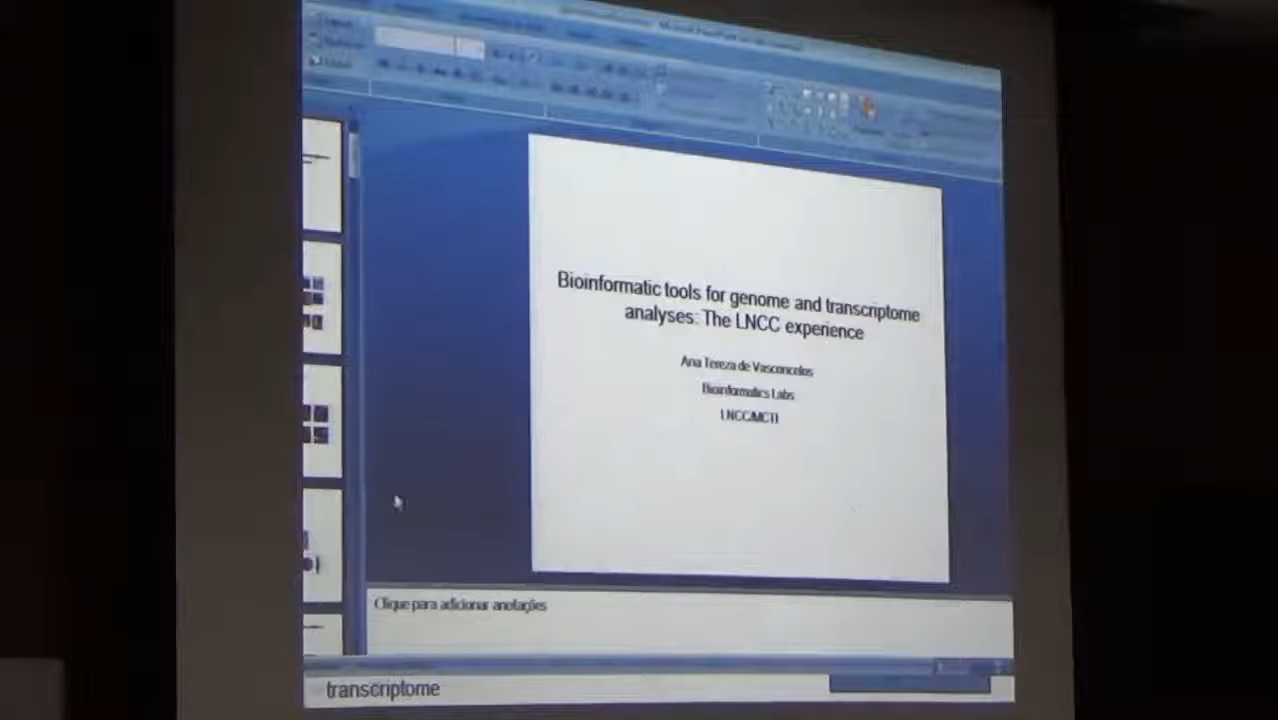 Bioinformatic tools for genome and transcriptome
analyses: The LNCC experience
Ana Tereza de Vasconcelos
Bioinformatics Labs
LNCC/MCTI
Clique para adicionar anotações
transcriptome